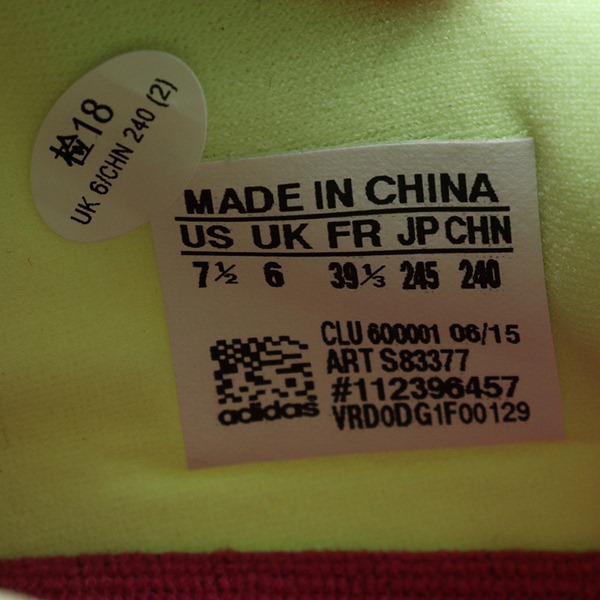 检18
UK 6/CHN 240 (2)
MADE IN CHINA
US UK FR JP CHN
7½ 6 39⅓ 245 240
CLU 600001 06/15
ART S83377
#112396457
adidas VRD0DG1F00129